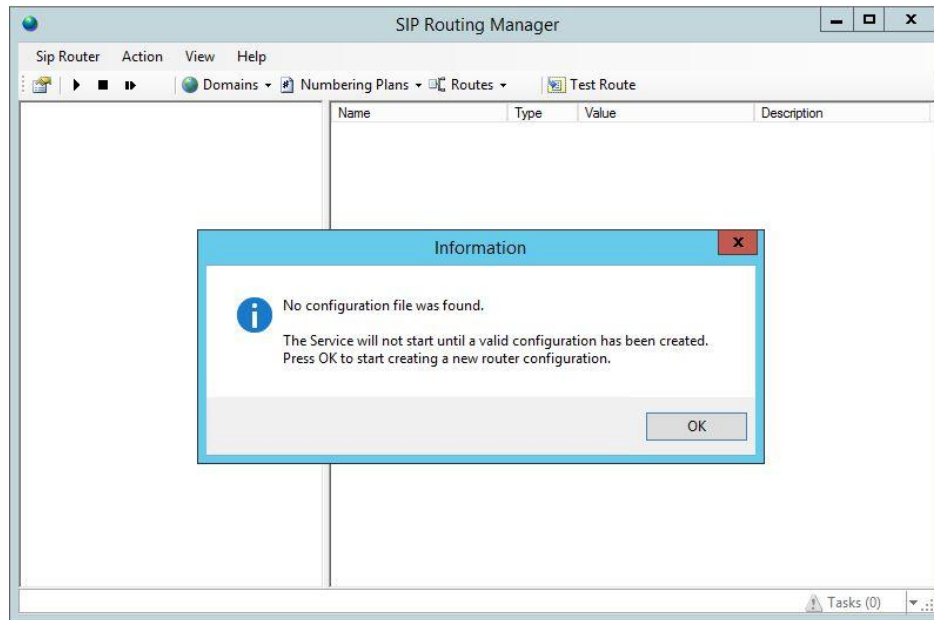 SIP Routing Manager
Sip Router Action View Help
Domains Numbering Plans Routes Test Route
Name Type Value Description
Information
No configuration file was found.
The Service will not start until a valid configuration has been created.
Press OK to start creating a new router configuration.
OK
Tasks (0)